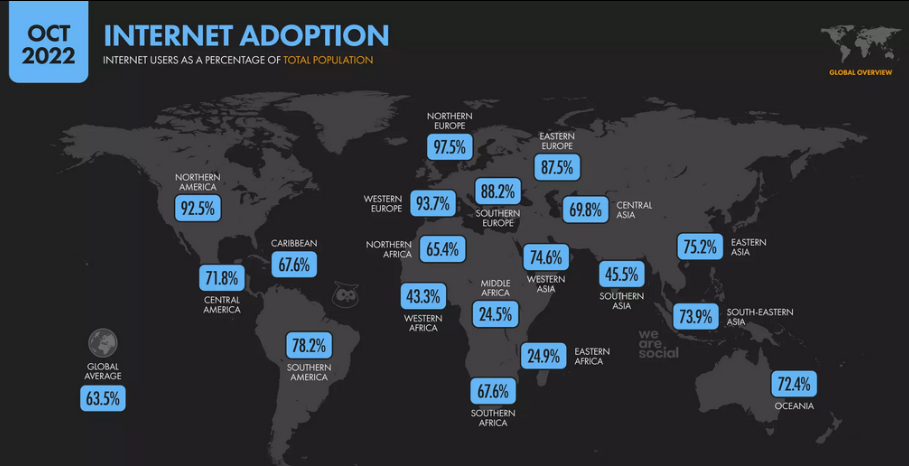 OCT
2022
INTERNET ADOPTION
INTERNET USERS AS A PERCENTAGE OF TOTAL POPULATION
GLOBAL OVERVIEW
NORTHERN
EUROPE
97.5%
EASTERN
EUROPE
87.5%
NORTHERN
AMERICA
92.5%
WESTERN
EUROPE
93.7%
88.2%
SOUTHERN
EUROPE
69.8%
CENTRAL
ASIA
CARIBBEAN
67.6%
NORTHERN
AFRICA
65.4%
74.6%
WESTERN
ASIA
75.2%
EASTERN
ASIA
71.8%
CENTRAL
AMERICA
43.3%
WESTERN
AFRICA
MIDDLE
AFRICA
24.5%
45.5%
SOUTHERN
ASIA
73.9%
SOUTH-EASTERN
ASIA
we
are
social
78.2%
SOUTHERN
AMERICA
24.9%
EASTERN
AFRICA
GLOBAL
AVERAGE
63.5%
67.6%
SOUTHERN
AFRICA
72.4%
OCEANIA